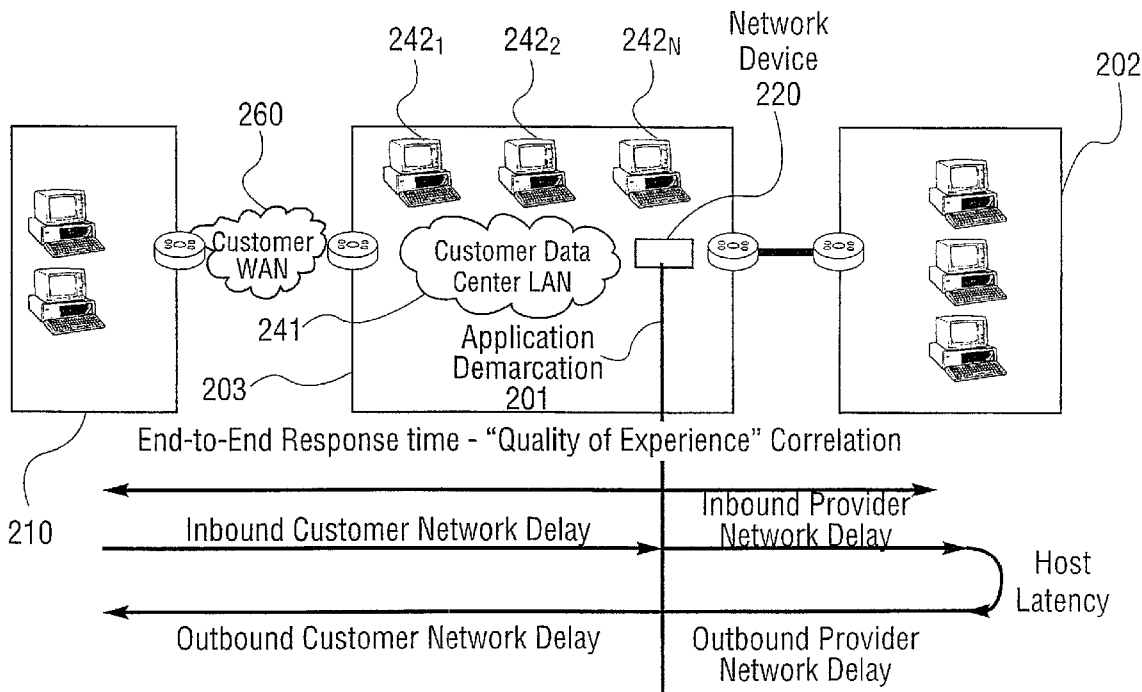 242₁
242₂
242N
Network
Device
220
202
260
Customer
WAN
Customer Data
Center LAN
241
Application
Demarcation
201
203
210
End-to-End Response time - “Quality of Experience” Correlation
Inbound Customer Network Delay
Inbound Provider
Network Delay
Host
Latency
Outbound Customer Network Delay
Outbound Provider
Network Delay